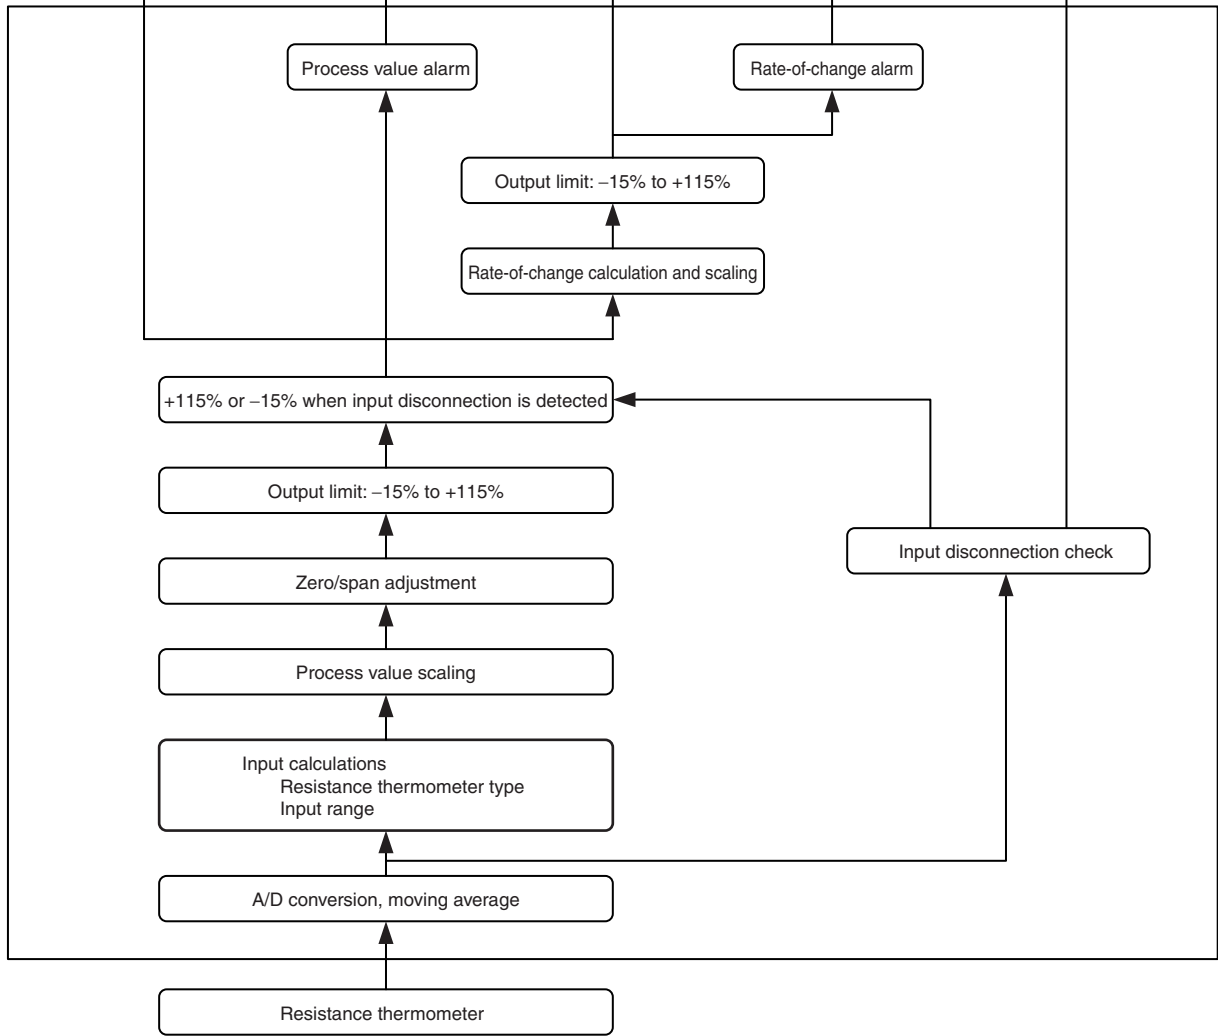 Process value alarm
Rate-of-change alarm
Output limit: –15% to +115%
Rate-of-change calculation and scaling
+115% or –15% when input disconnection is detected
Output limit: –15% to +115%
Input disconnection check
Zero/span adjustment
Process value scaling
Input calculations
Resistance thermometer type
Input range
A/D conversion, moving average
Resistance thermometer